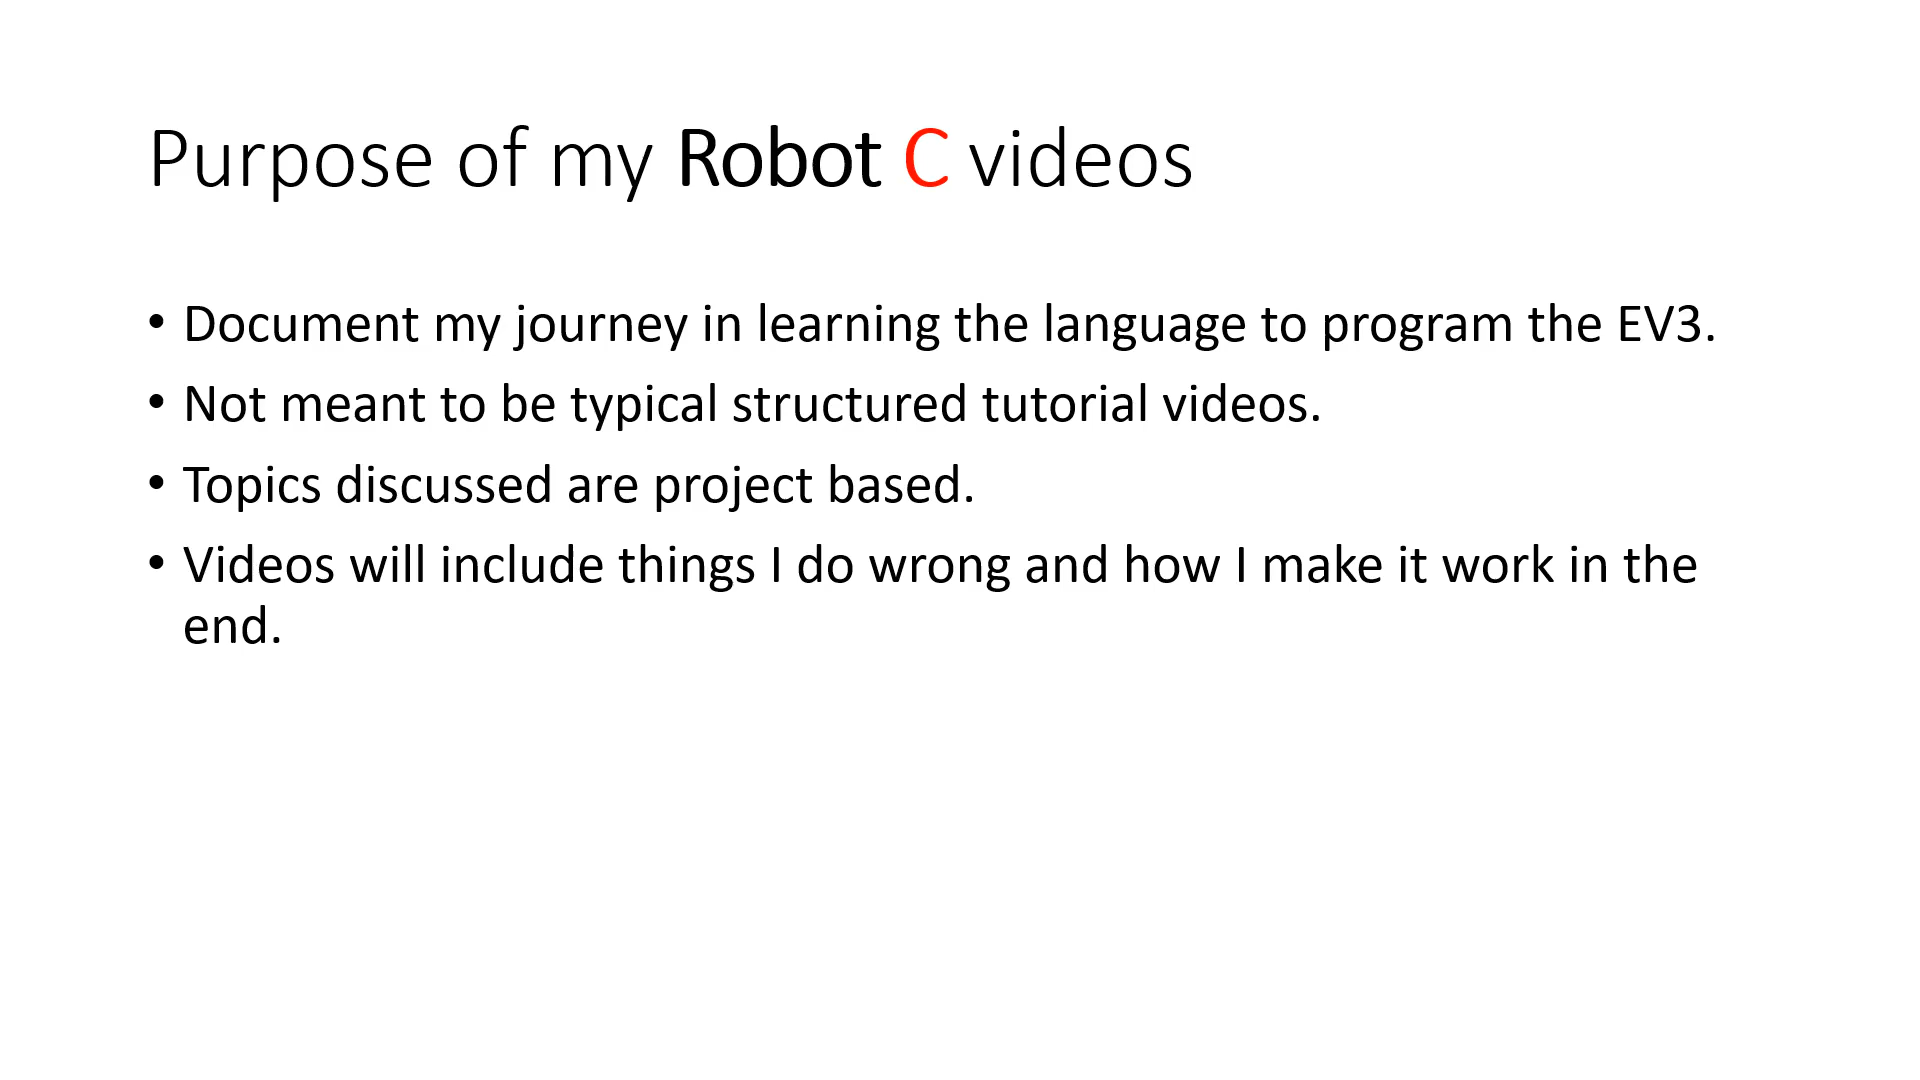 Purpose of my Robot C videos
• Document my journey in learning the language to program the EV3.
• Not meant to be typical structured tutorial videos.
• Topics discussed are project based.
• Videos will include things I do wrong and how I make it work in the
end.